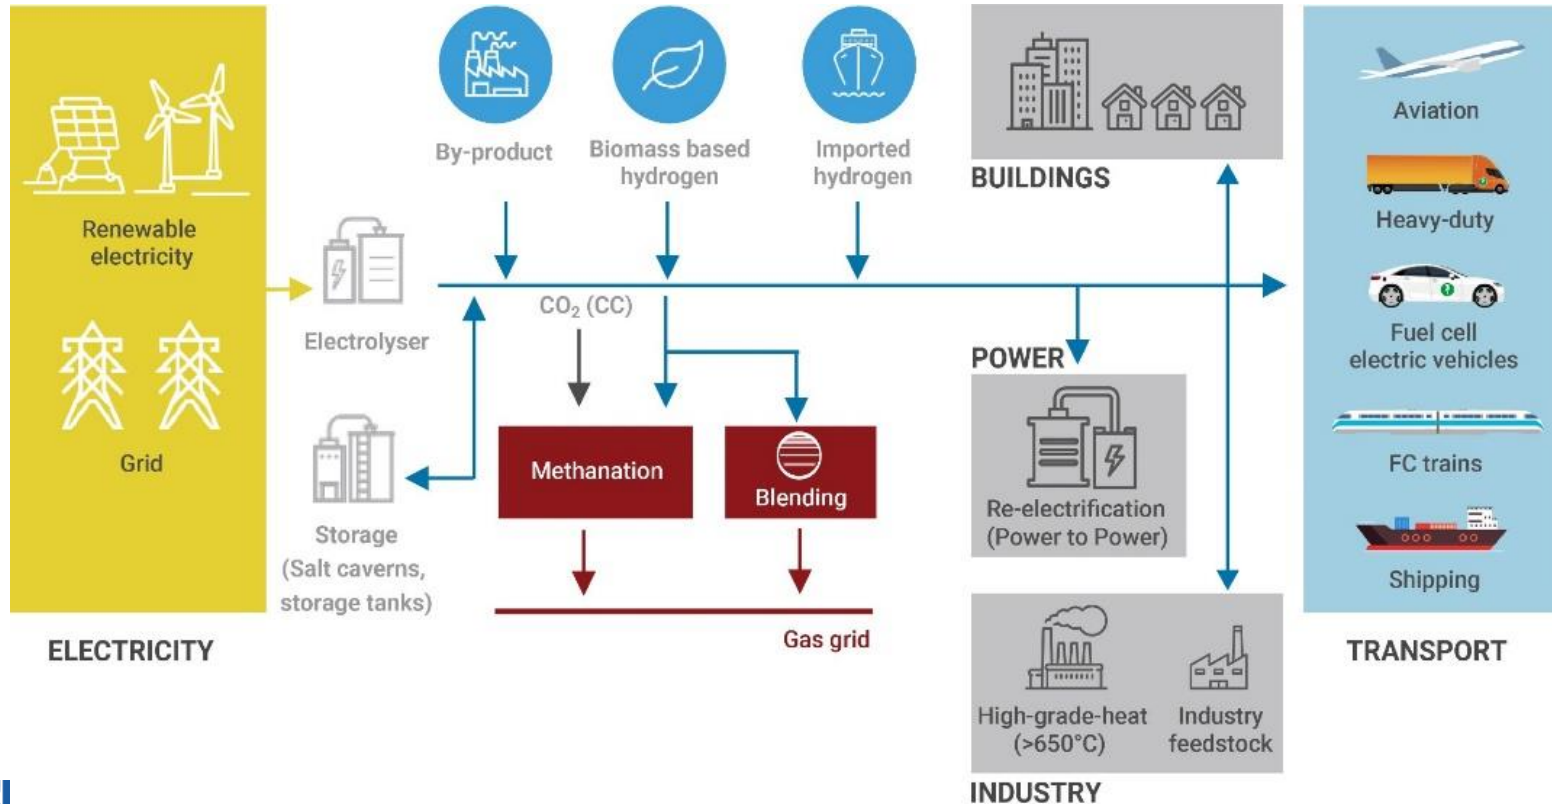 Renewable
electricity
Grid
ELECTRICITY
Electrolyser
Storage
(Salt caverns,
storage tanks)
By-product
Biomass based
hydrogen
Imported
hydrogen
CO₂ (CC)
Methanation
Blending
Gas grid
BUILDINGS
POWER
Re-electrification
(Power to Power)
High-grade-heat
(>650°C)
Industry
feedstock
INDUSTRY
Aviation
Heavy-duty
Fuel cell
electric vehicles
FC trains
Shipping
TRANSPORT